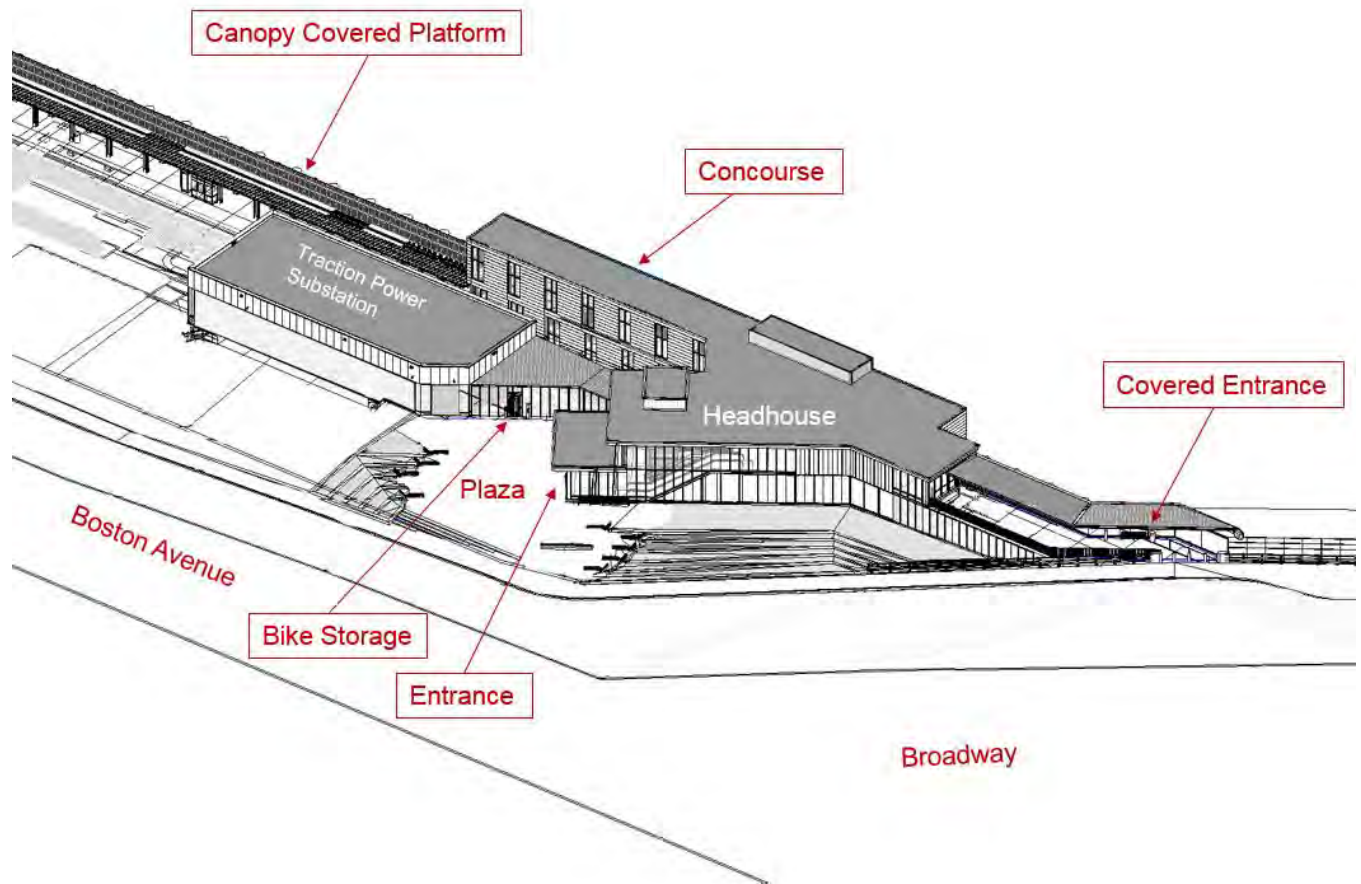 Canopy Covered Platform
Concourse
Traction Power
Substation
Covered Entrance
Headhouse
Plaza
Boston Avenue
Bike Storage
Entrance
Broadway